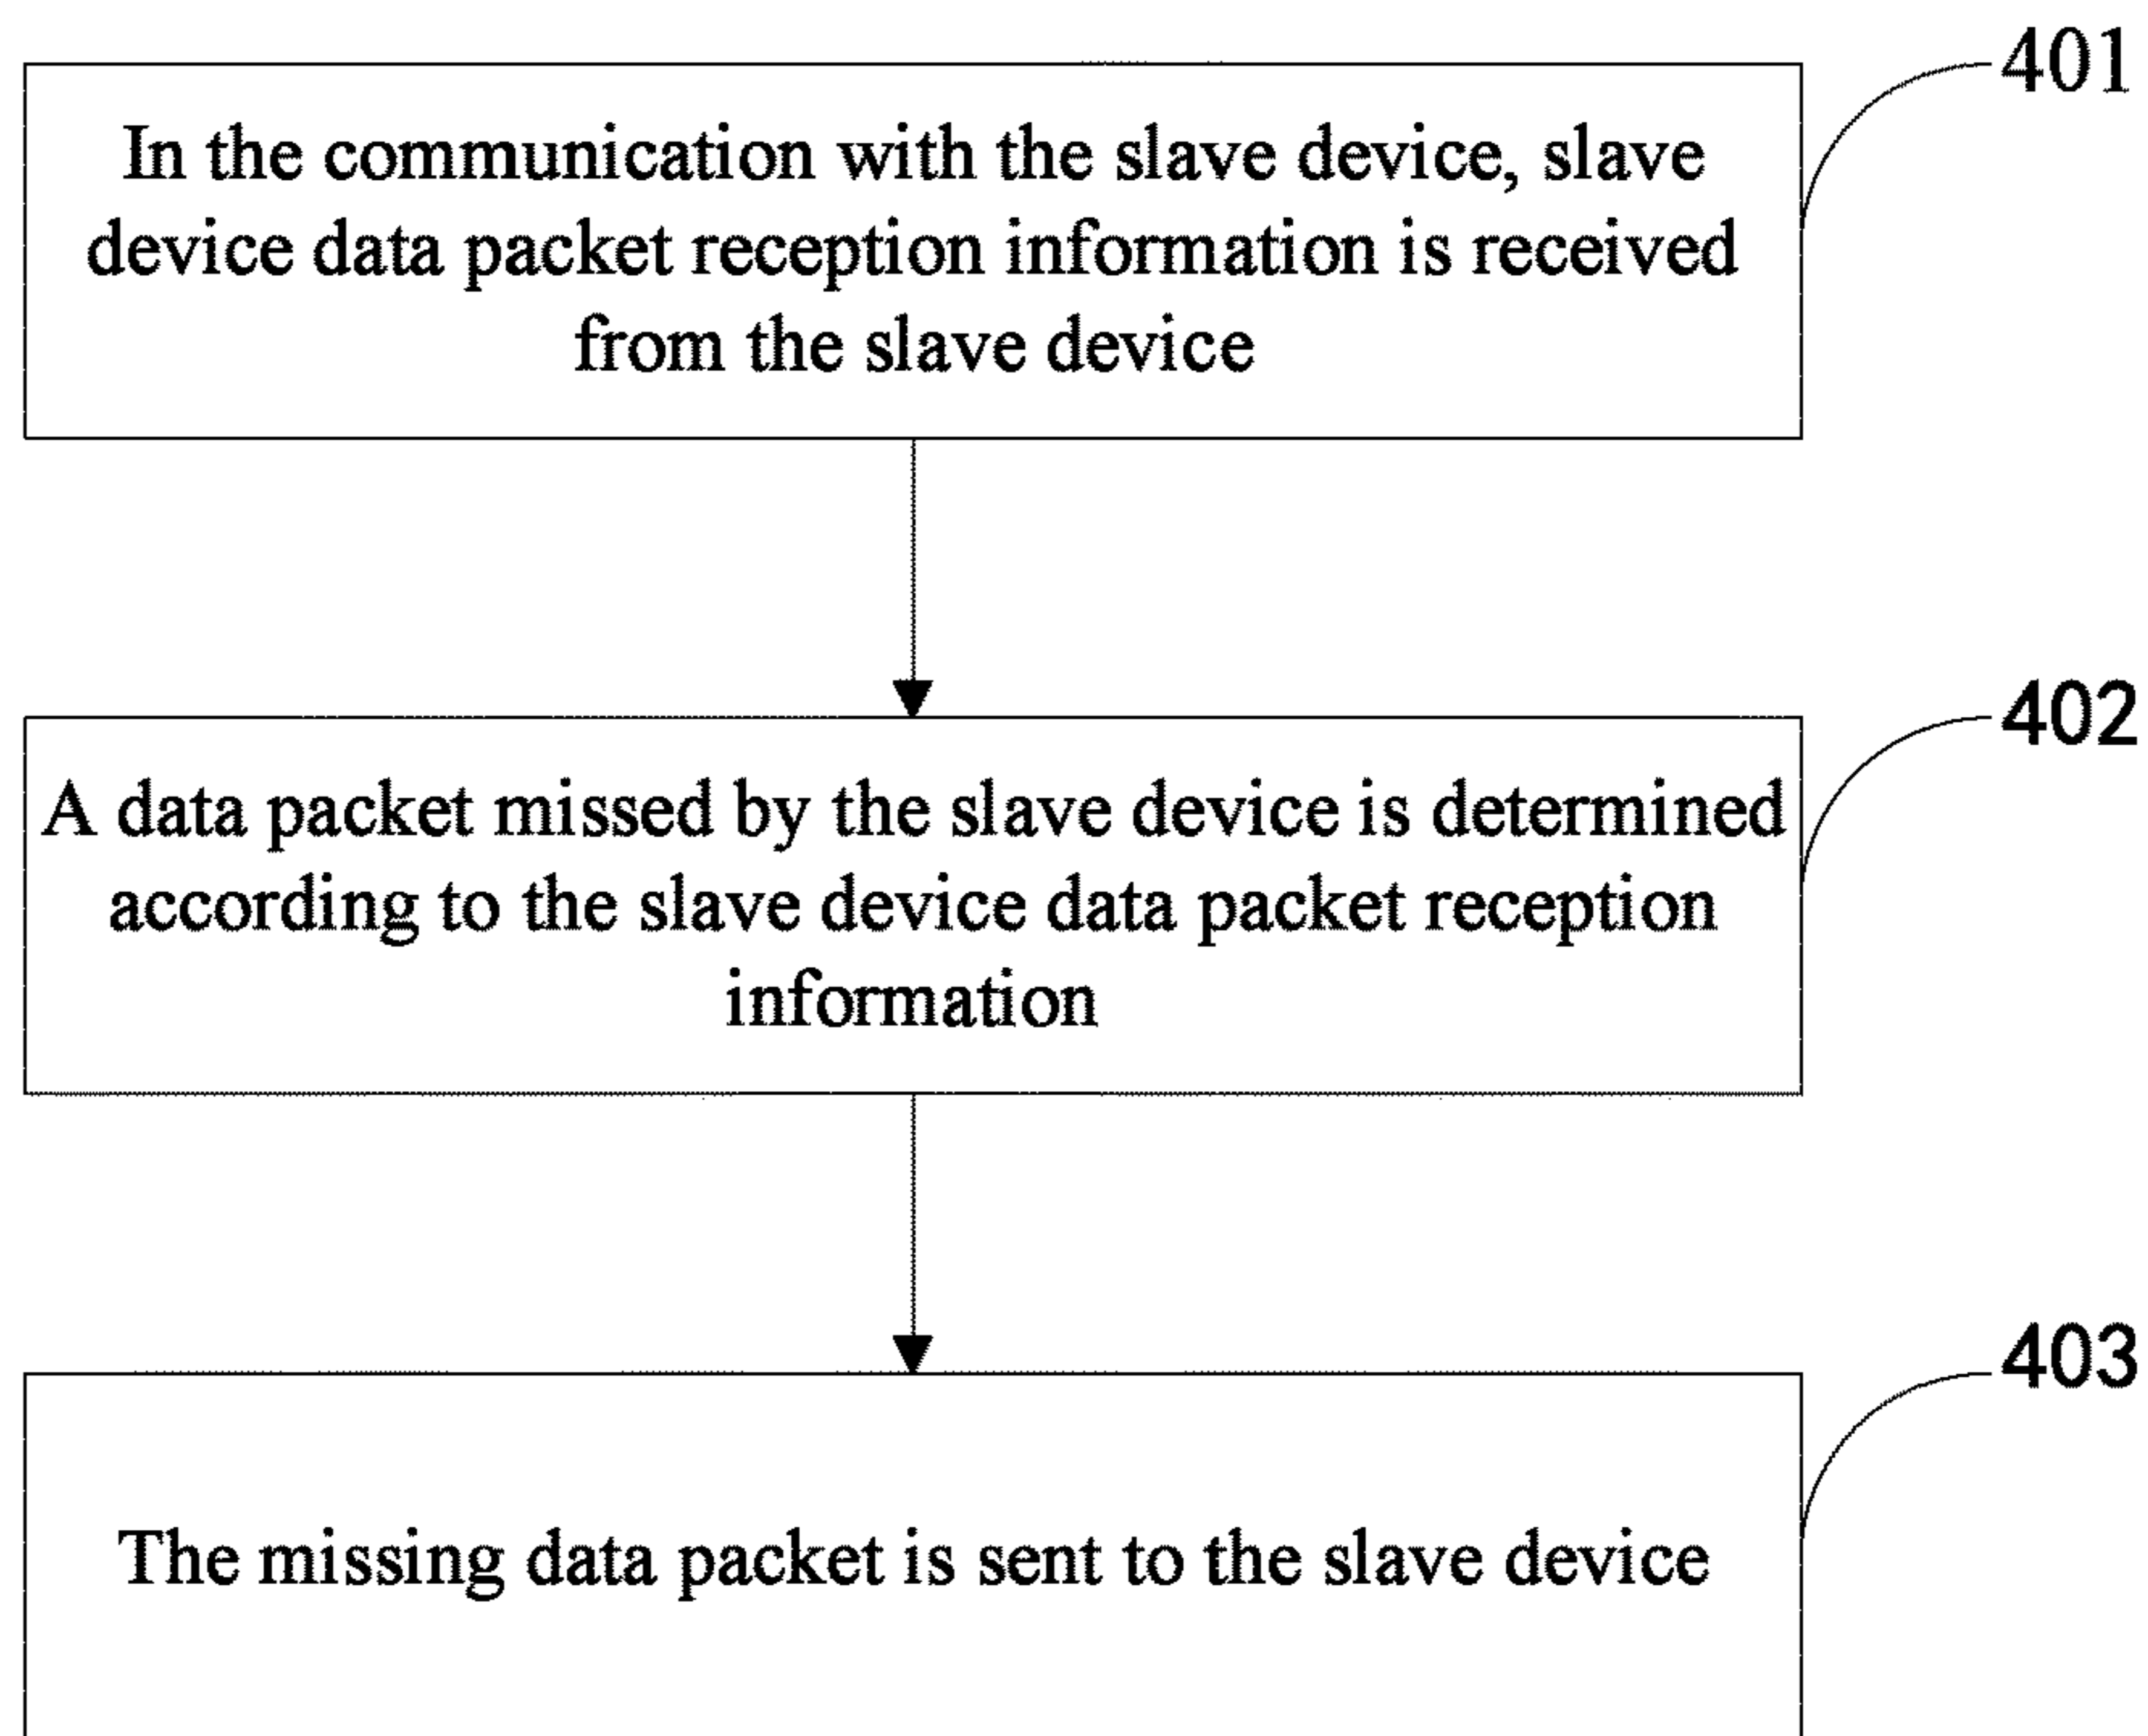 401
In the communication with the slave device, slave
device data packet reception information is received
from the slave device
402
A data packet missed by the slave device is determined
according to the slave device data packet reception
information
403
The missing data packet is sent to the slave device